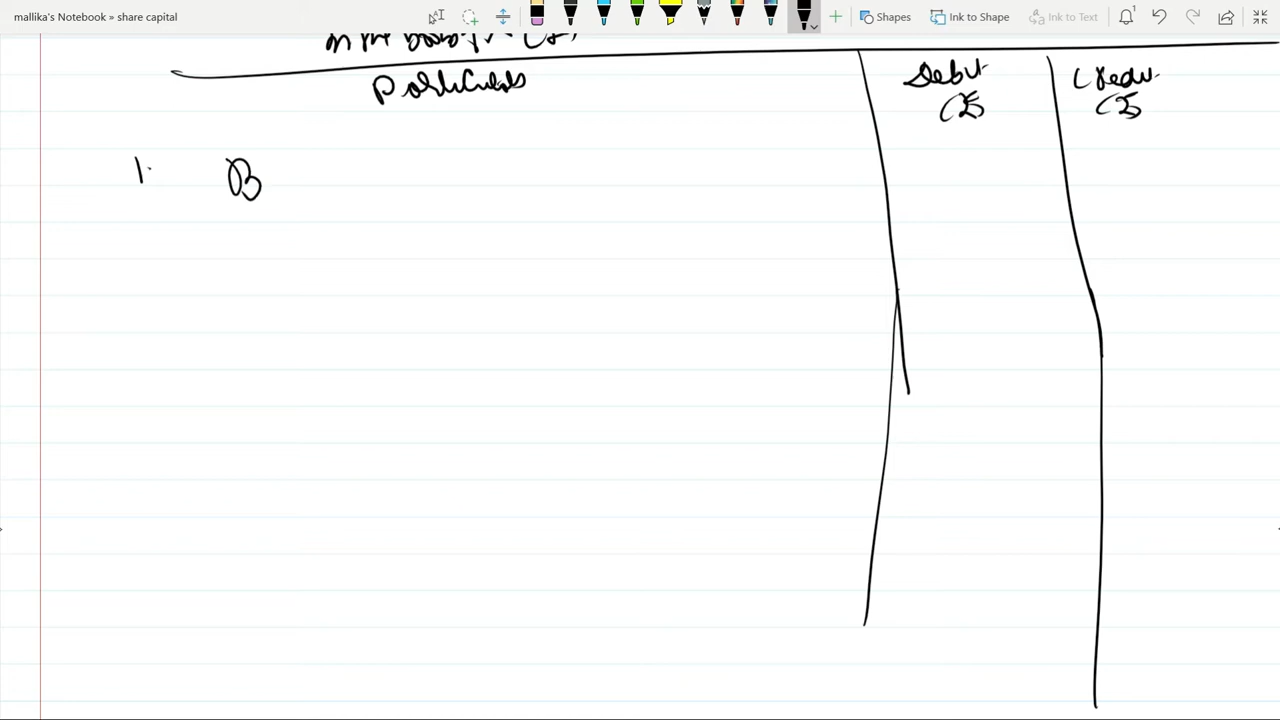 mallika's Notebook » share capital
Shapes Ink to Shape Ink to Text
Particulars Debit Credit
1. B